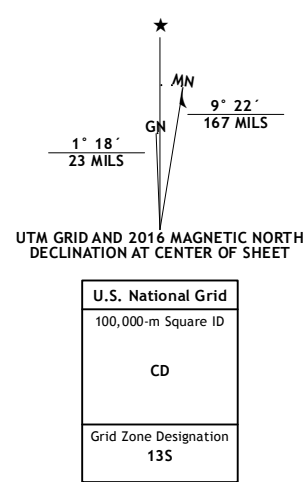 ★
MN
9° 22´
167 MILS
GN
1° 18´
23 MILS
UTM GRID AND 2016 MAGNETIC NORTH
DECLINATION AT CENTER OF SHEET
U.S. National Grid
100,000-m Square ID
CD
Grid Zone Designation
13S